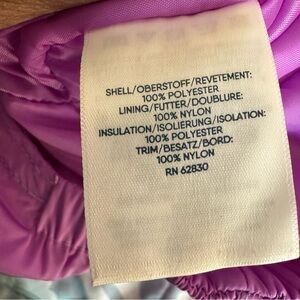 SHELL/OBERSTOFF/REVETEMENT:
100% POLYESTER
LINING/FUTTER/DOUBLURE:
100% NYLON
INSULATION/ISOLIERUNG/ISOLATION:
100% POLYESTER
TRIM/BESATZ/BORD:
100% NYLON
RN 62830